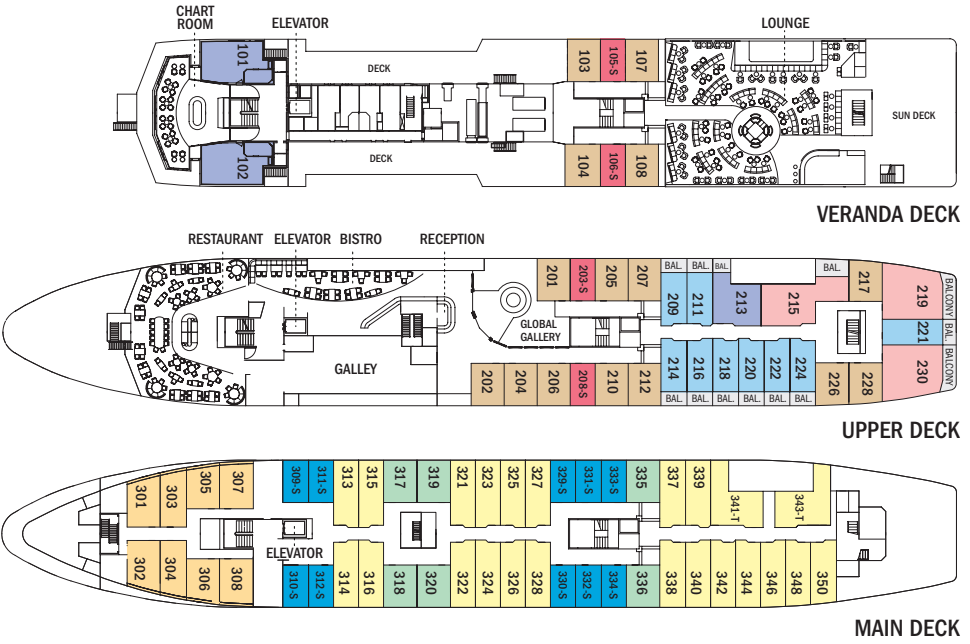 CHART
ROOM
ELEVATOR
LOUNGE
101
DECK
103
105-S
107
SUN DECK
102
DECK
104
106-S
108
VERANDA DECK
RESTAURANT
ELEVATOR
BISTRO
RECEPTION
201
203-S
205
207
BAL.
BAL.
BAL.
BAL.
209
211
213
215
217
219
BALCONY
221
BAL.
230
BALCONY
GLOBAL
GALLERY
GALLEY
202
204
206
208-S
210
212
214
216
218
220
222
224
226
228
BAL.
BAL.
BAL.
BAL.
BAL.
BAL.
UPPER DECK
301
303
305
307
309-S
311-S
313
315
317
319
321
323
325
327
329-S
331-S
333-S
335
337
339
341-T
343-T
ELEVATOR
302
304
306
308
310-S
312-S
314
316
318
320
322
324
326
328
330-S
332-S
334-S
336
338
340
342
344
346
348
350
MAIN DECK